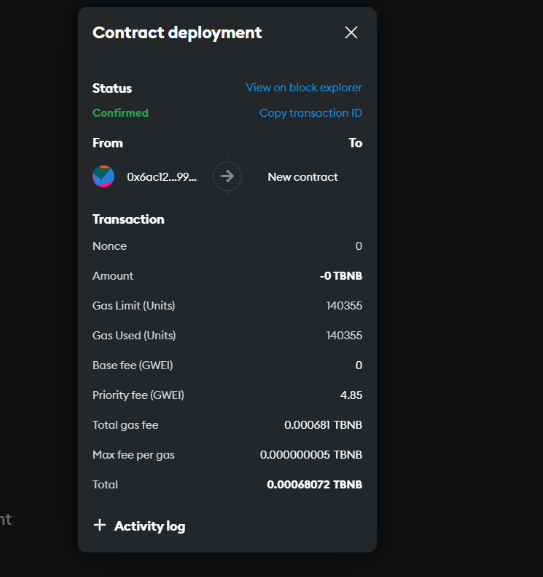 Contract deployment
Status
View on block explorer
Confirmed
Copy transaction ID
From
To
0x6ac12...99...
New contract
Transaction
Nonce
0
Amount
-0 TBNB
Gas Limit (Units)
140355
Gas Used (Units)
140355
Base fee (GWEI)
0
Priority fee (GWEI)
4.85
Total gas fee
0.000681 TBNB
Max fee per gas
0.000000005 TBNB
Total
0.00068072 TBNB
Activity log
nt